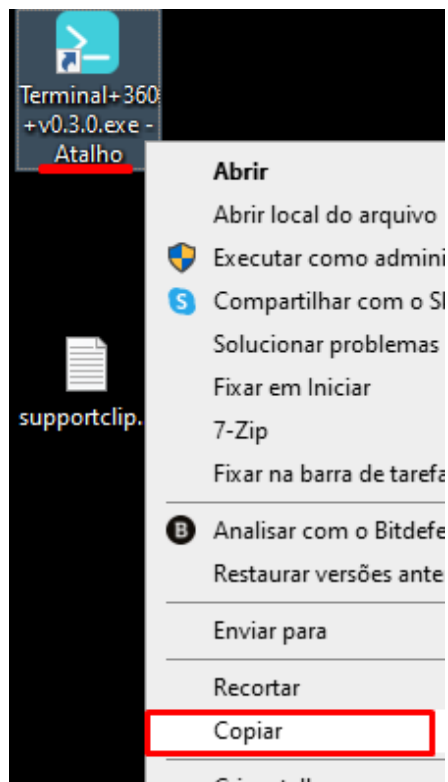 Terminal+360
+v0.3.0.exe -
Atalho
Abrir
Abrir local do arquivo
Executar como admini
Compartilhar com o S
Solucionar problemas
Fixar em Iniciar
supportclip.
7-Zip
Fixar na barra de tarefa
Analisar com o Bitdefe
Restaurar versões ante
Enviar para
Recortar
Copiar